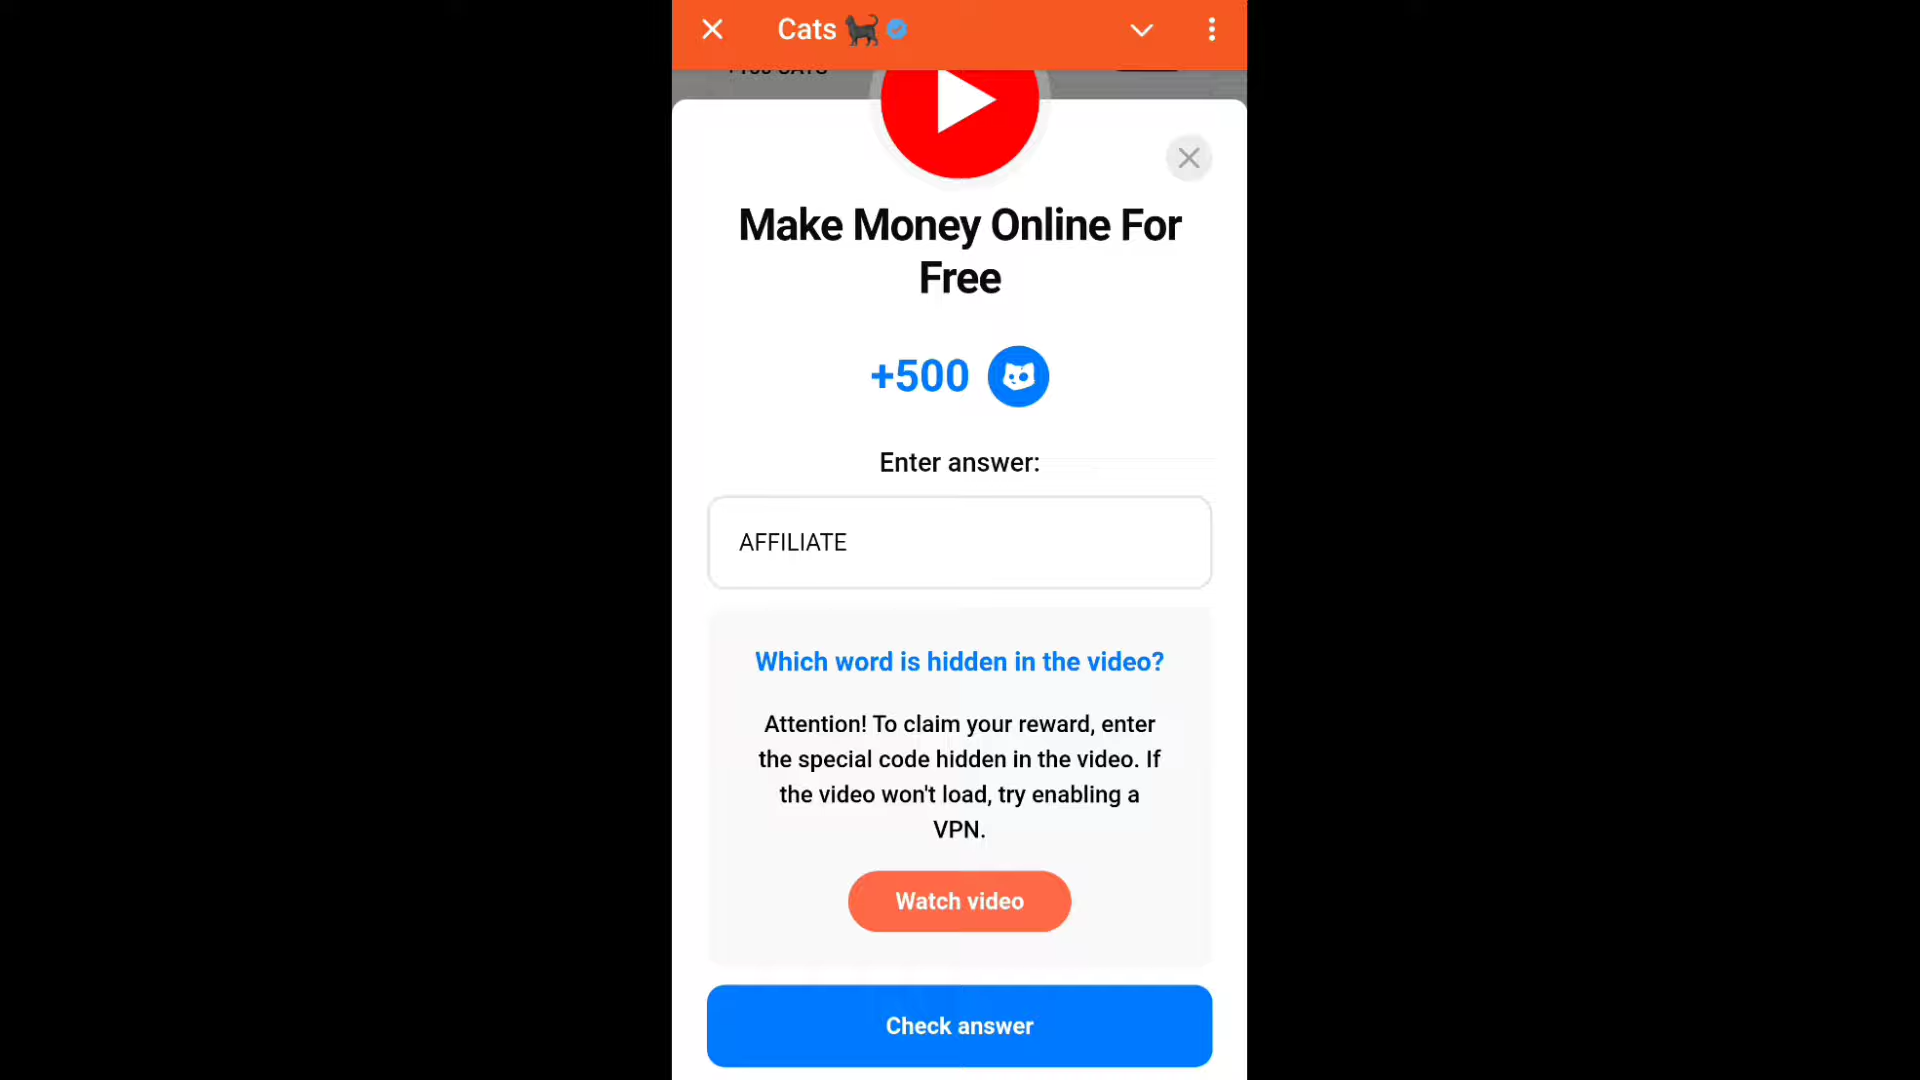 Cats
Make Money Online For
Free
+500
Enter answer:
AFFILIATE
Which word is hidden in the video?
Attention! To claim your reward, enter
the special code hidden in the video. If
the video won't load, try enabling a
VPN.
Watch video
Check answer